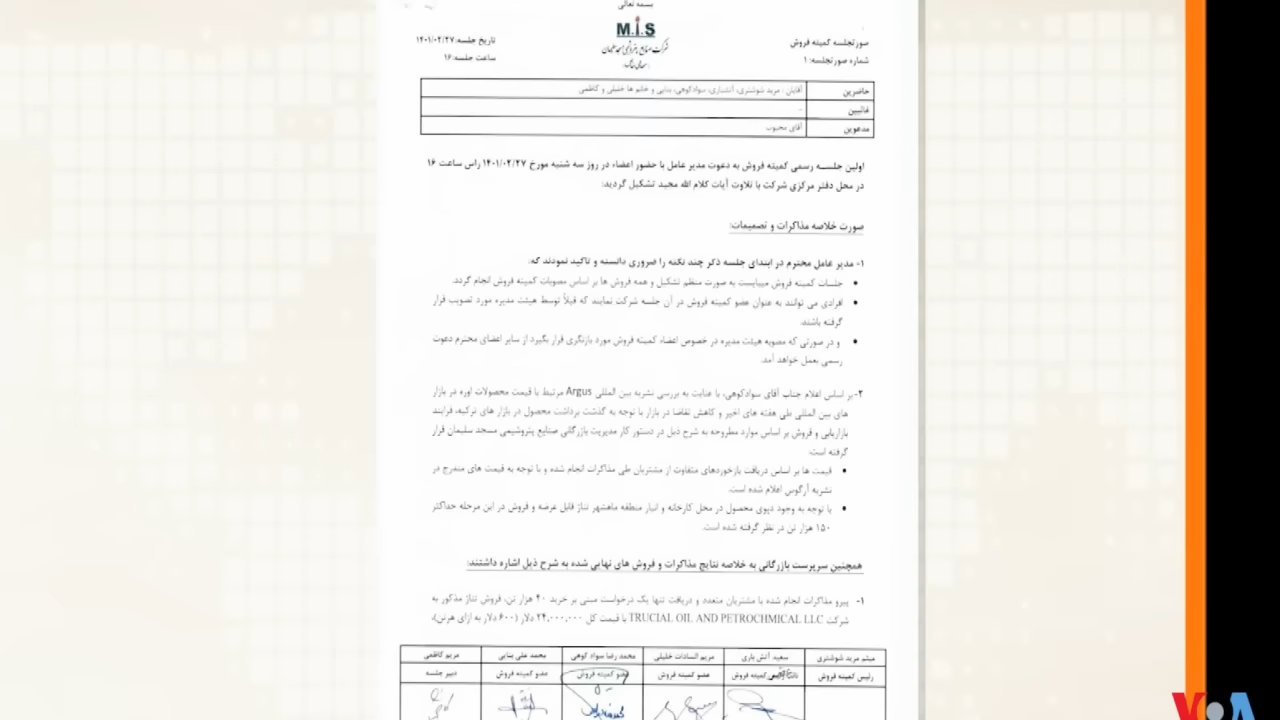 بسمه تعالی
M.I.S
شرکت صنایع پتروشیمی مسجدسلیمان
(سهامی خاص)
صورتجلسه کمیته فروش
شماره صورتجلسه: ۱
تاریخ جلسه: ۱۴۰۱/۰۲/۲۷
ساعت جلسه: ۱۶
حاضرین آقایان : مرید شوشتری، آتشباری، سوادکوهی، بنایی و خانم ها خلیلی و کاظمی
غائبین -
مدعوین آقای محبوب
اولین جلسه رسمی کمیته فروش به دعوت مدیر عامل با حضور اعضاء در روز سه شنبه مورخ ۱۴۰۱/۰۲/۲۷ راس ساعت ۱۶
در محل دفتر مرکزی شرکت با تلاوت آیات کلام الله مجید تشکیل گردید:
صورت خلاصه مذاکرات و تصمیمات:
۱- مدیر عامل محترم در ابتدای جلسه ذکر چند نکته را ضروری دانسته و تاکید نمودند که:
• جلسات کمیته فروش میبایست به صورت منظم تشکیل و همه فروش ها بر اساس مصوبات کمیته فروش انجام گردد.
• افرادی می توانند به عنوان عضو کمیته فروش در آن جلسه شرکت نمایند که قبلاً توسط هیئت مدیره مورد تصویب قرار
گرفته باشند.
• و در صورتی که مصوبه هیئت مدیره در خصوص اعضاء کمیته فروش مورد بازنگری قرار بگیرد از سایر اعضای محترم دعوت
رسمی بعمل خواهد آمد.
۲- بر اساس اعلام جناب آقای سوادکوهی، با عنایت به بررسی نشریه بین المللی Argus مرتبط با قیمت محصولات اوره در بازار
های بین المللی طی هفته های اخیر و کاهش تقاضا در بازار با توجه به گذشت برداشت محصول در بازار های ترکیه، فرایند
بازاریابی و فروش بر اساس موارد مطروحه به شرح ذیل در دستور کار مدیریت بازرگانی صنایع پتروشیمی مسجد سلیمان قرار
گرفته است.
• قیمت ها بر اساس دریافت بازخوردهای متفاوت از مشتریان طی مذاکرات انجام شده و با توجه به قیمت های مندرج در
نشریه آرگوس اعلام شده است.
• با توجه به وجود دپوی محصول در محل کارخانه و انبار منطقه ماهشهر تناژ قابل عرضه و فروش در این مرحله حداکثر
۱۵۰ هزار تن در نظر گرفته شده است.
همچنین سرپرست بازرگانی به خلاصه نتایج مذاکرات و فروش های نهایی شده به شرح ذیل اشاره داشتند:
۱- پیرو مذاکرات انجام شده با مشتریان متعدد و دریافت تنها یک درخواست مبنی بر خرید ۴۰ هزار تن، فروش تناژ مذکور به
شرکت TRUCIAL OIL AND PETROCHMICAL LLC با قیمت کل ۲۴,۰۰۰,۰۰۰ دلار (۶۰۰ دلار به ازای هرتن)،
میثم مرید شوشتری سعید آتش باری مریم السادات خلیلی محمد رضا سواد کوهی محمد علی بنایی مریم کاظمی
رئیس کمیته فروش کمیته فروش عضو کمیته فروش عضو کمیته فروش عضو کمیته فروش دبیر جلسه
VOA